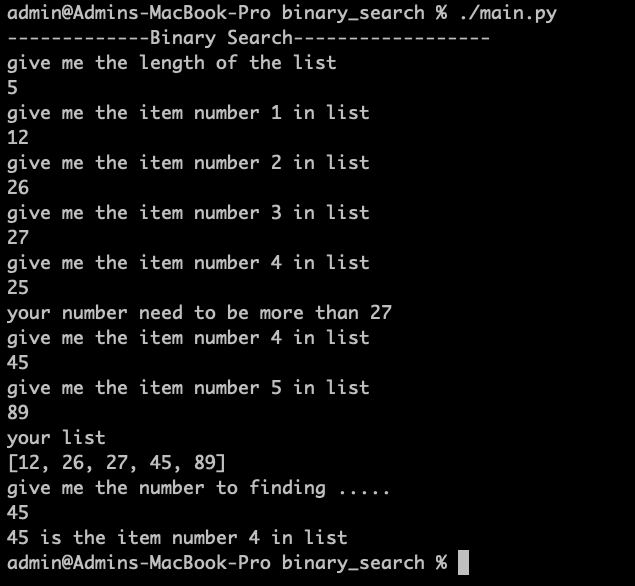 admin@Admins-MacBook-Pro binary_search % ./main.py
-------------Binary Search------------------
give me the length of the list
5
give me the item number 1 in list
12
give me the item number 2 in list
26
give me the item number 3 in list
27
give me the item number 4 in list
25
your number need to be more than 27
give me the item number 4 in list
45
give me the item number 5 in list
89
your list
[12, 26, 27, 45, 89]
give me the number to finding .....
45
45 is the item number 4 in list
admin@Admins-MacBook-Pro binary_search %